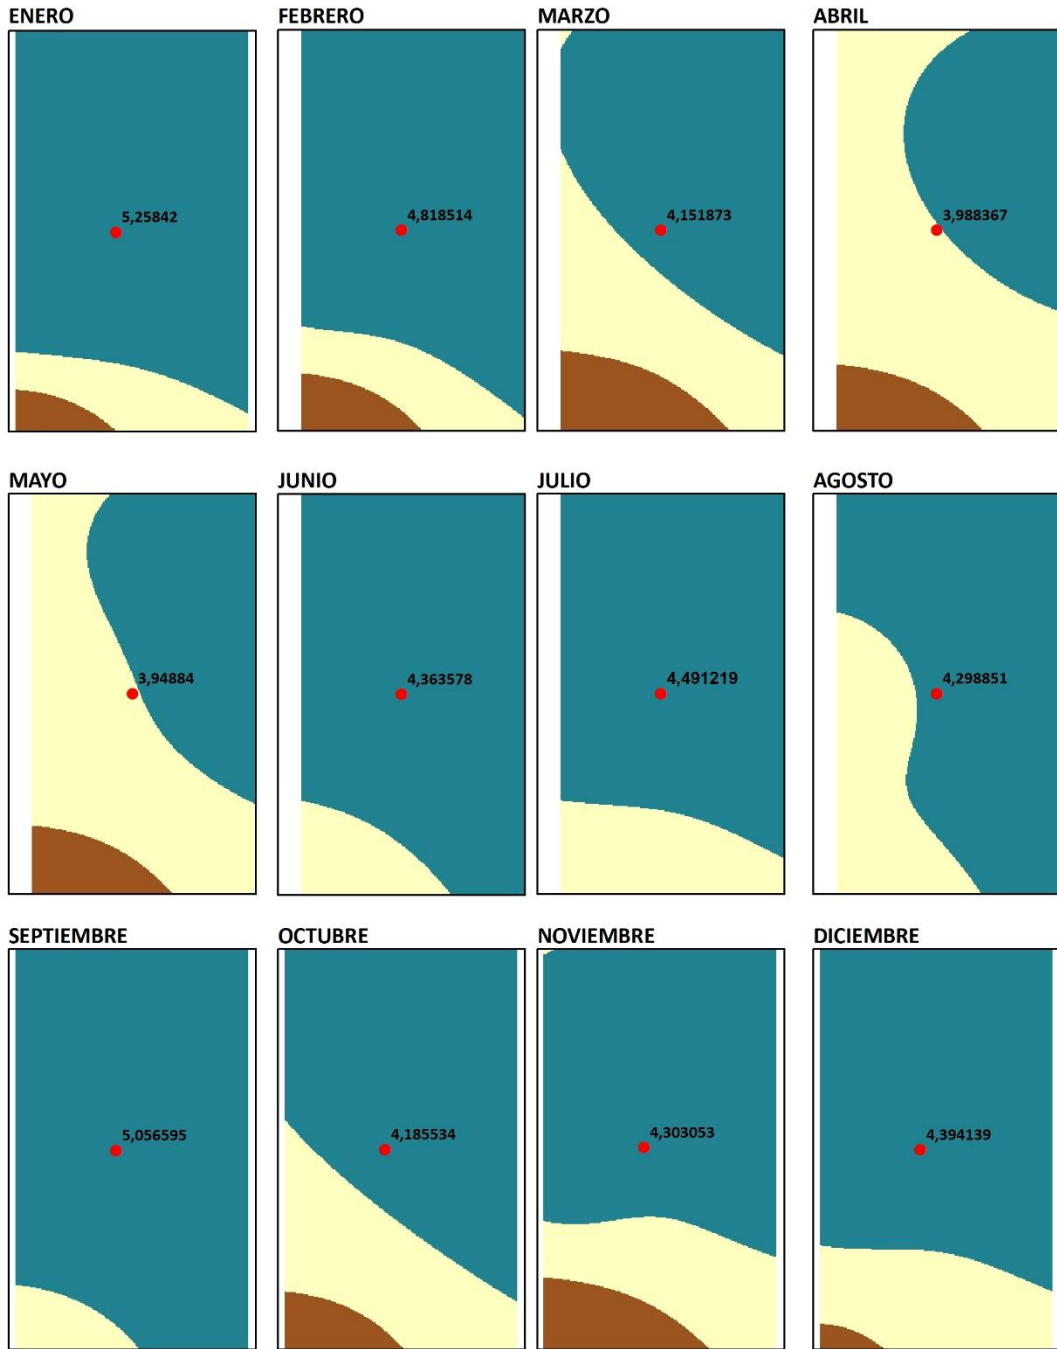 ENERO
FEBRERO
MARZO
ABRIL
5,25842
4,818514
4,151873
3,988367
MAYO
JUNIO
JULIO
AGOSTO
3,94884
4,363578
4,491219
4,298851
SEPTIEMBRE
OCTUBRE
NOVIEMBRE
DICIEMBRE
5,056595
4,185534
4,303053
4,394139